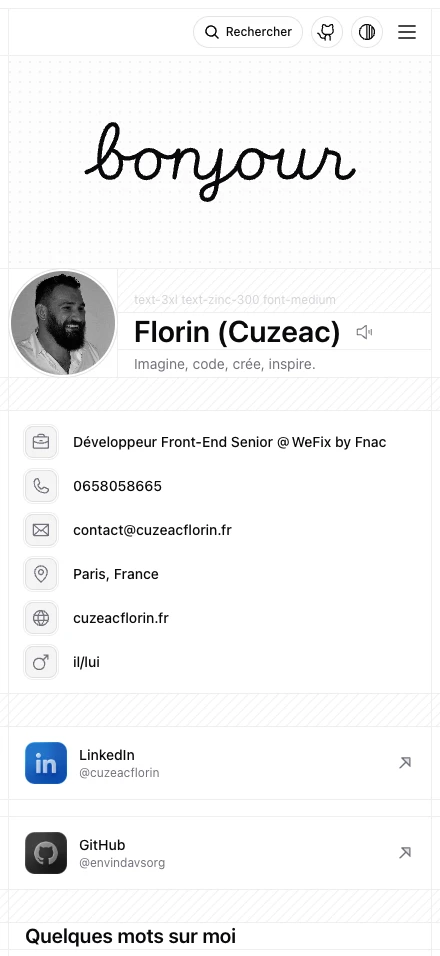 Rechercher
bonjour
text-3xl text-zinc-300 font-medium
Florin (Cuzeac)
Imagine, code, crée, inspire.
Développeur Front-End Senior @WeFix by Fnac
0658058665
contact@cuzeacflorin.fr
Paris, France
cuzeacflorin.fr
il/lui
in
LinkedIn
@cuzeacflorin
GitHub
@envindavsorg
Quelques mots sur moi